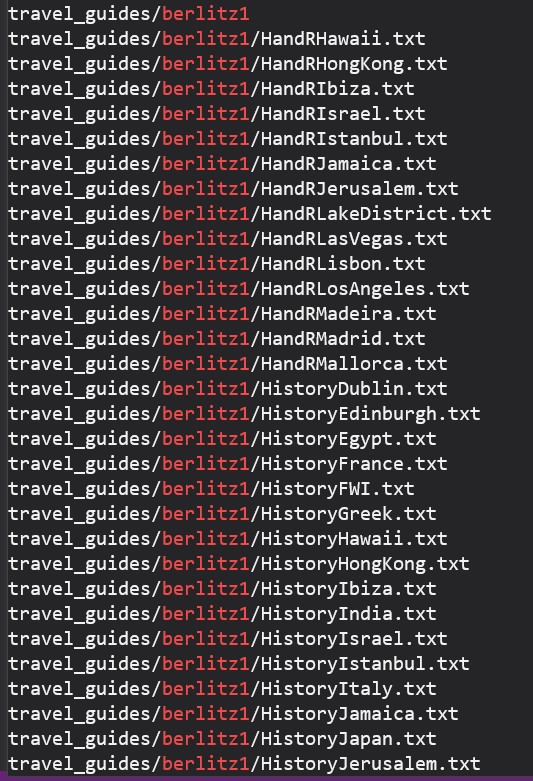 travel_guides/berlitz1
travel_guides/berlitz1/HandRHawaii.txt
travel_guides/berlitz1/HandRHongKong.txt
travel_guides/berlitz1/HandRIbiza.txt
travel_guides/berlitz1/HandRIsrael.txt
travel_guides/berlitz1/HandRIstanbul.txt
travel_guides/berlitz1/HandRJamaica.txt
travel_guides/berlitz1/HandRJerusalem.txt
travel_guides/berlitz1/HandRLakeDistrict.txt
travel_guides/berlitz1/HandRLasVegas.txt
travel_guides/berlitz1/HandRLisbon.txt
travel_guides/berlitz1/HandRLosAngeles.txt
travel_guides/berlitz1/HandRMadeira.txt
travel_guides/berlitz1/HandRMadrid.txt
travel_guides/berlitz1/HandRMallorca.txt
travel_guides/berlitz1/HistoryDublin.txt
travel_guides/berlitz1/HistoryEdinburgh.txt
travel_guides/berlitz1/HistoryEgypt.txt
travel_guides/berlitz1/HistoryFrance.txt
travel_guides/berlitz1/HistoryFWI.txt
travel_guides/berlitz1/HistoryGreek.txt
travel_guides/berlitz1/HistoryHawaii.txt
travel_guides/berlitz1/HistoryHongKong.txt
travel_guides/berlitz1/HistoryIbiza.txt
travel_guides/berlitz1/HistoryIndia.txt
travel_guides/berlitz1/HistoryIsrael.txt
travel_guides/berlitz1/HistoryIstanbul.txt
travel_guides/berlitz1/HistoryItaly.txt
travel_guides/berlitz1/HistoryJamaica.txt
travel_guides/berlitz1/HistoryJapan.txt
travel_guides/berlitz1/HistoryJerusalem.txt